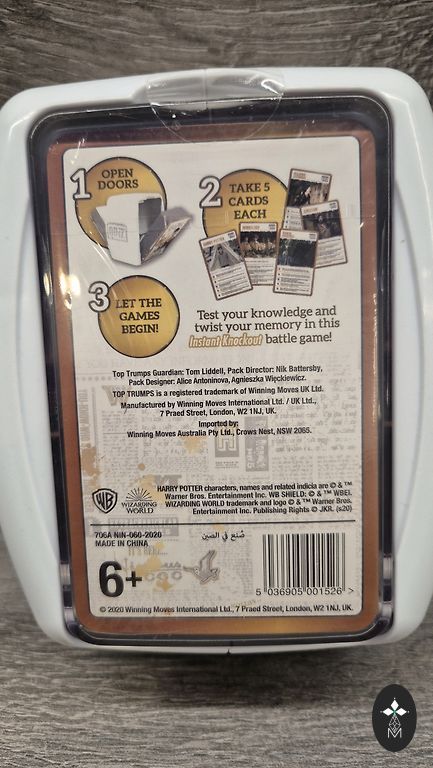 1 OPEN DOORS
2 TAKE 5 CARDS EACH
3 LET THE GAMES BEGIN!
Test your knowledge and
twist your memory in this
Instant Knockout battle game!
Top Trumps Guardian: Tom Liddell, Pack Director: Nik Battersby,
Pack Designer: Alice Antoninova, Agnieszka Więckiewicz.
TOP TRUMPS is a registered trademark of Winning Moves UK Ltd.
Manufactured by Winning Moves International Ltd. / UK Ltd.,
7 Praed Street, London, W2 1NJ, UK.
Imported by:
Winning Moves Australia Pty Ltd., Crows Nest, NSW 2065.
HARRY POTTER characters, names and related indicia are © & ™
Warner Bros. Entertainment Inc. WB SHIELD: © & ™ WBEI.
WIZARDING WORLD trademark and logo © & ™ Warner Bros.
Entertainment Inc. Publishing Rights © JKR. (s20)
WB
WIZARDING
WORLD
706A NIN-060-2020
MADE IN CHINA
صُنع في الصين
6+
5 036905 001526 >
© 2020 Winning Moves International Ltd., 7 Praed Street, London, W2 1NJ, UK.
M